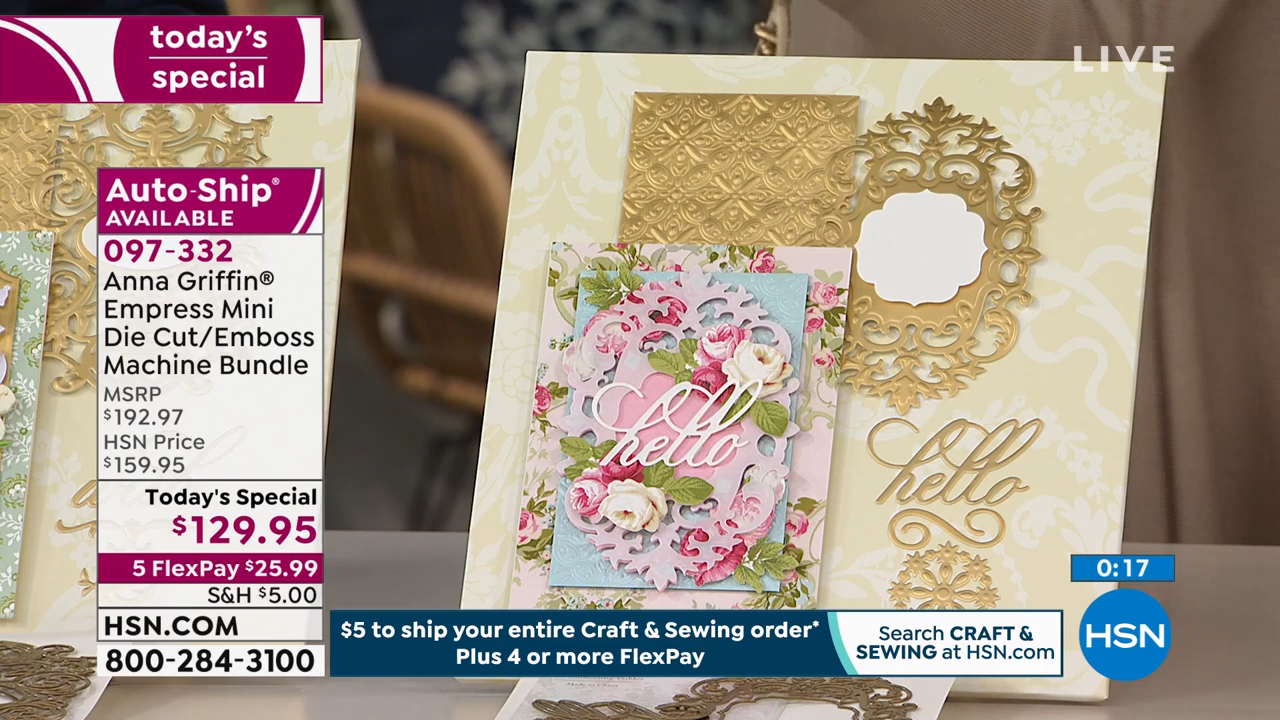 today's
special
LIVE
Auto-Ship®
AVAILABLE
097-332
Anna Griffin®
Empress Mini
Die Cut/Emboss
Machine Bundle
MSRP
$192.97
HSN Price
$159.95
Today's Special
$129.95
5 FlexPay $25.99
S&H $5.00
HSN.COM
800-284-3100
hello
hello
$5 to ship your entire Craft & Sewing order*
Plus 4 or more FlexPay
Search CRAFT &
SEWING at HSN.com
0:17
HSN
Made in China